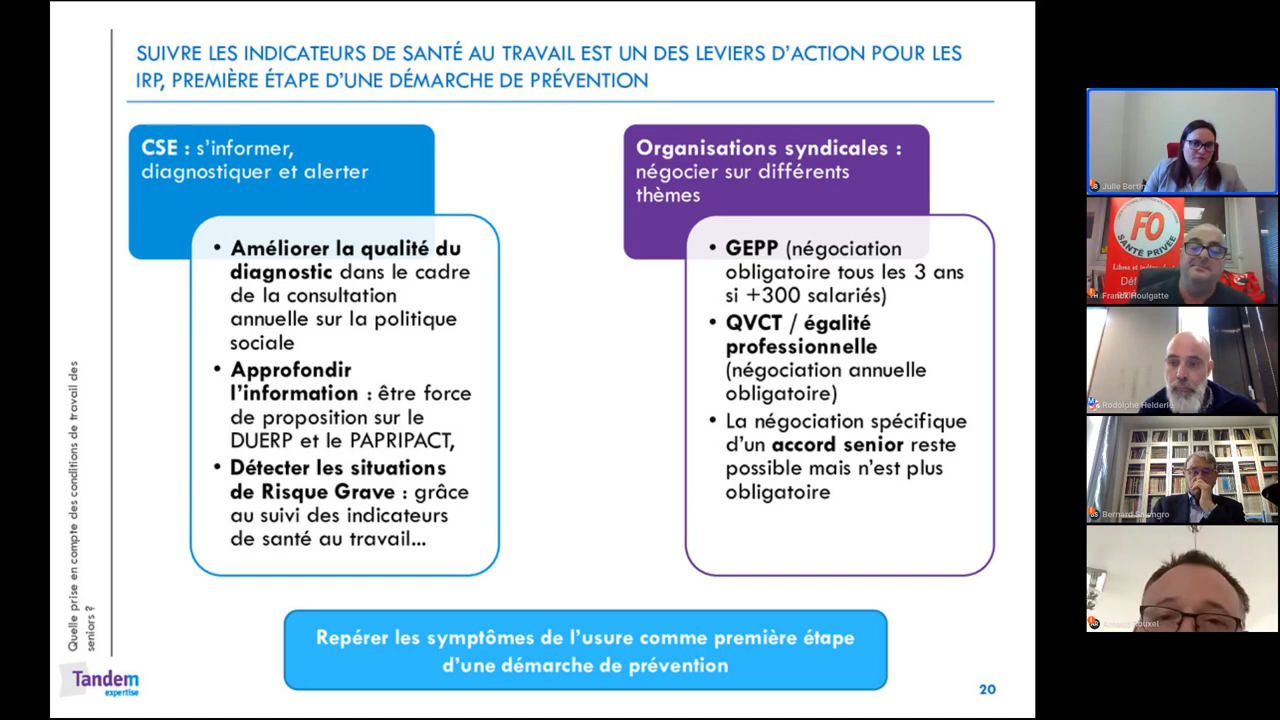 SUIVRE LES INDICATEURS DE SANTÉ AU TRAVAIL EST UN DES LEVIERS D'ACTION POUR LES
IRP, PREMIÈRE ÉTAPE D'UNE DÉMARCHE DE PRÉVENTION
CSE : s'informer,
diagnostiquer et alerter
• Améliorer la qualité du
diagnostic dans le cadre
de la consultation
annuelle sur la politique
sociale
• Approfondir
l'information : être force
de proposition sur le
DUERP et le PAPRIPACT,
• Détecter les situations
de Risque Grave : grâce
au suivi des indicateurs
de santé au travail...
Organisations syndicales :
négocier sur différents
thèmes
• GEPP (négociation
obligatoire tous les 3 ans
si +300 salariés)
• QVCT / égalité
professionnelle
(négociation annuelle
obligatoire)
• La négociation spécifique
d'un accord senior reste
possible mais n'est plus
obligatoire
Repérer les symptômes de l'usure comme première étape
d'une démarche de prévention
Quelle prise en compte des conditions de travail des
seniors ?
Tandem
expertise
20
Julie Bertin
FO
SANTÉ PRIVÉE
Libres et
Déf
Franck Houlgatte
Rodolphe Helderlé
Bernard